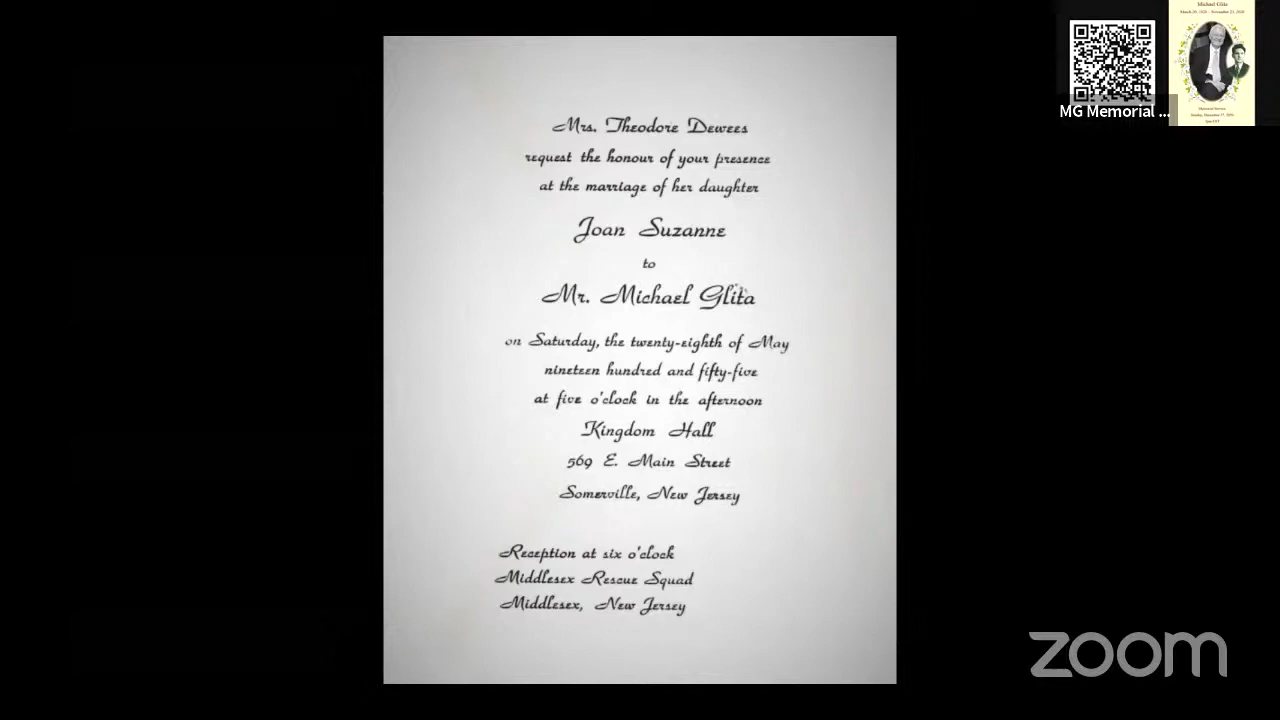 Mrs. Theodore Dewees
request the honour of your presence
at the marriage of her daughter
Joan Suzanne
to
Mr. Michael Glita
on Saturday, the twenty-eighth of May
nineteen hundred and fifty-five
at five o'clock in the afternoon
Kingdom Hall
569 E. Main Street
Somerville, New Jersey
Reception at six o'clock
Middlesex Rescue Squad
Middlesex, New Jersey
MG Memorial ...
Michael Glita
zoom